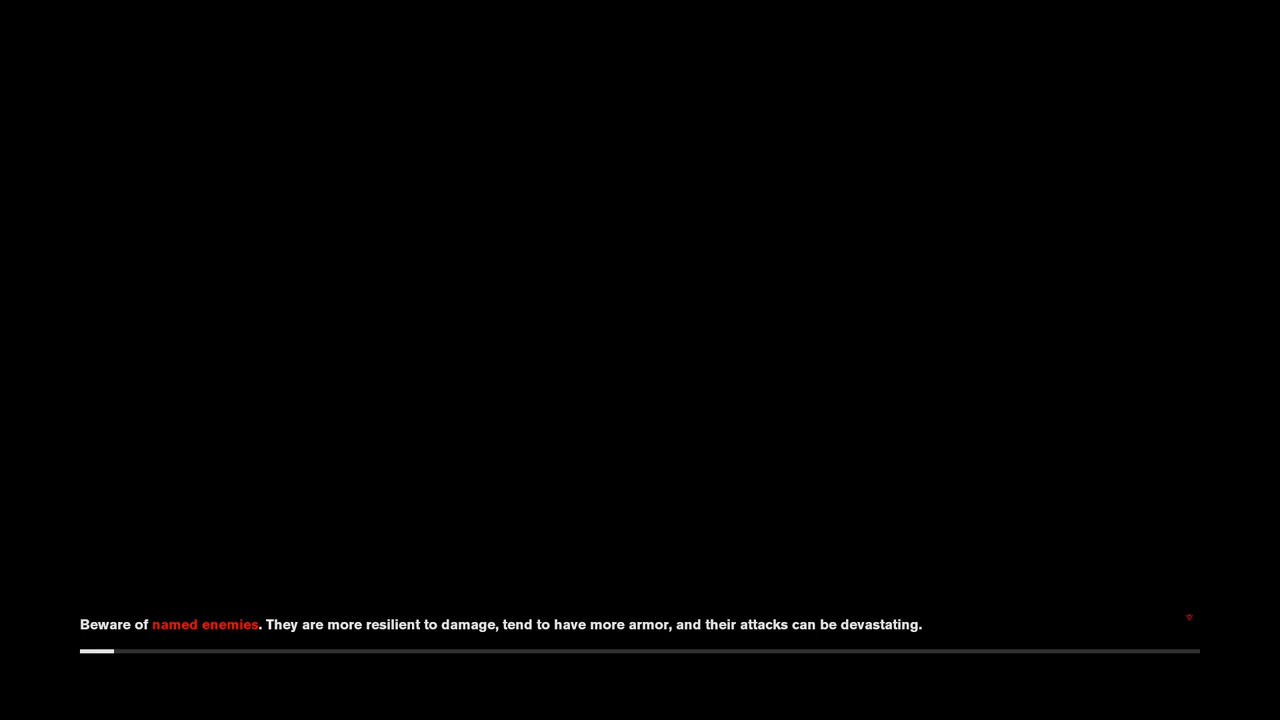 Beware of named enemies. They are more resilient to damage, tend to have more armor, and their attacks can be devastating.